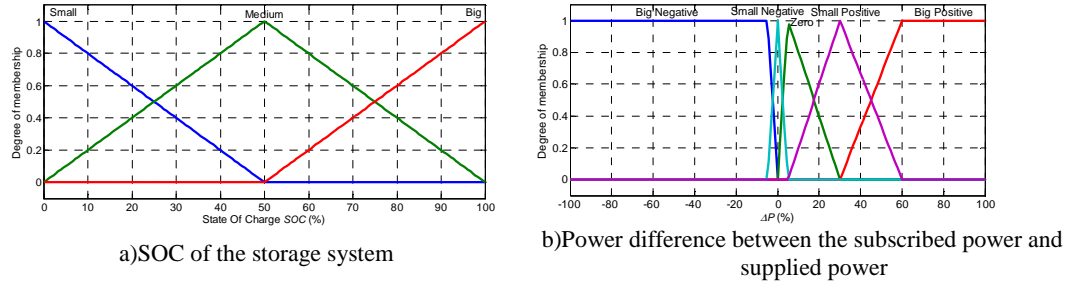 Small Medium Big
1
0.8
0.6
0.4
0.2
0
Degree of membership
0 10 20 30 40 50 60 70 80 90 100
State Of Charge SOC (%)
a)SOC of the storage system
Big Negative Small Negative Zero Small Positive Big Positive
1
0.8
0.6
0.4
0.2
0
Degree of membership
-100 -80 -60 -40 -20 0 20 40 60 80 100
ΔP (%)
b)Power difference between the subscribed power and
supplied power